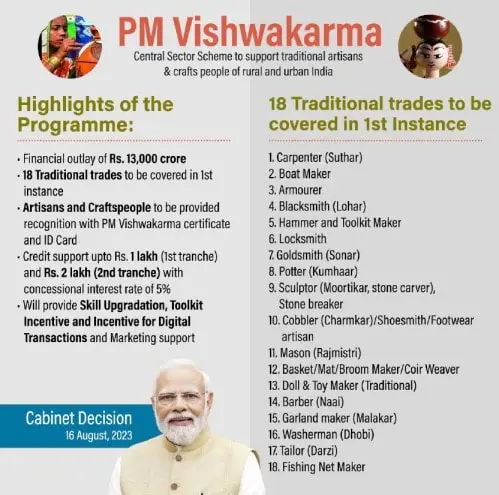 PM Vishwakarma
Central Sector Scheme to support traditional artisans
& crafts people of rural and urban India
Highlights of the
Programme:
· Financial outlay of Rs. 13,000 crore
· 18 Traditional trades to be covered in 1st
instance
· Artisans and Craftspeople to be provided
recognition with PM Vishwakarma certificate
and ID Card
· Credit support upto Rs. 1 lakh (1st tranche)
and Rs. 2 lakh (2nd tranche) with
concessional interest rate of 5%
· Will provide Skill Upgradation, Toolkit
Incentive and Incentive for Digital
Transactions and Marketing support
Cabinet Decision
16 August, 2023
18 Traditional trades to be
covered in 1st Instance
1. Carpenter (Suthar)
2. Boat Maker
3. Armourer
4. Blacksmith (Lohar)
5. Hammer and Toolkit Maker
6. Locksmith
7. Goldsmith (Sonar)
8. Potter (Kumhaar)
9. Sculptor (Moortikar, stone carver),
Stone breaker
10. Cobbler (Charmkar)/Shoesmith/Footwear
artisan
11. Mason (Rajmistri)
12. Basket/Mat/Broom Maker/Coir Weaver
13. Doll & Toy Maker (Traditional)
14. Barber (Naai)
15. Garland maker (Malakar)
16. Washerman (Dhobi)
17. Tailor (Darzi)
18. Fishing Net Maker